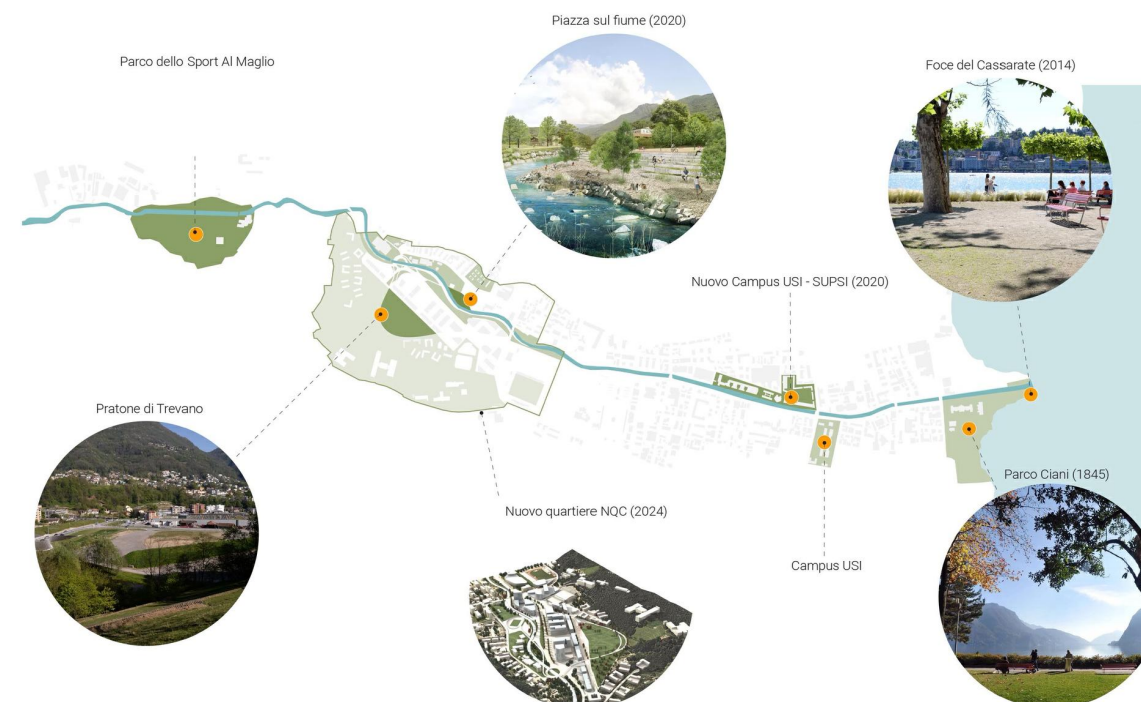 Piazza sul fiume (2020)
Parco dello Sport Al Maglio
Foce del Cassarate (2014)
Nuovo Campus USI - SUPSI (2020)
Pratone di Trevano
Parco Ciani (1845)
Nuovo quartiere NQC (2024)
Campus USI